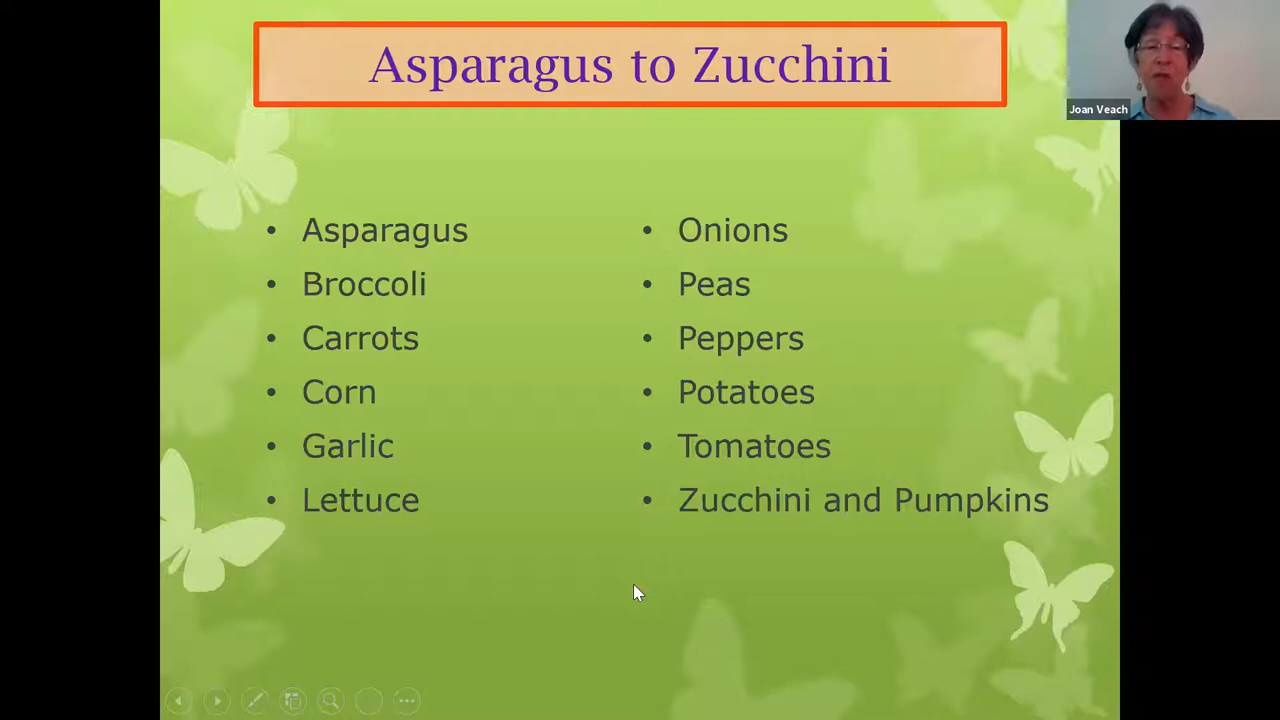 Asparagus to Zucchini
Joan Veach
• Asparagus
• Broccoli
• Carrots
• Corn
• Garlic
• Lettuce
• Onions
• Peas
• Peppers
• Potatoes
• Tomatoes
• Zucchini and Pumpkins